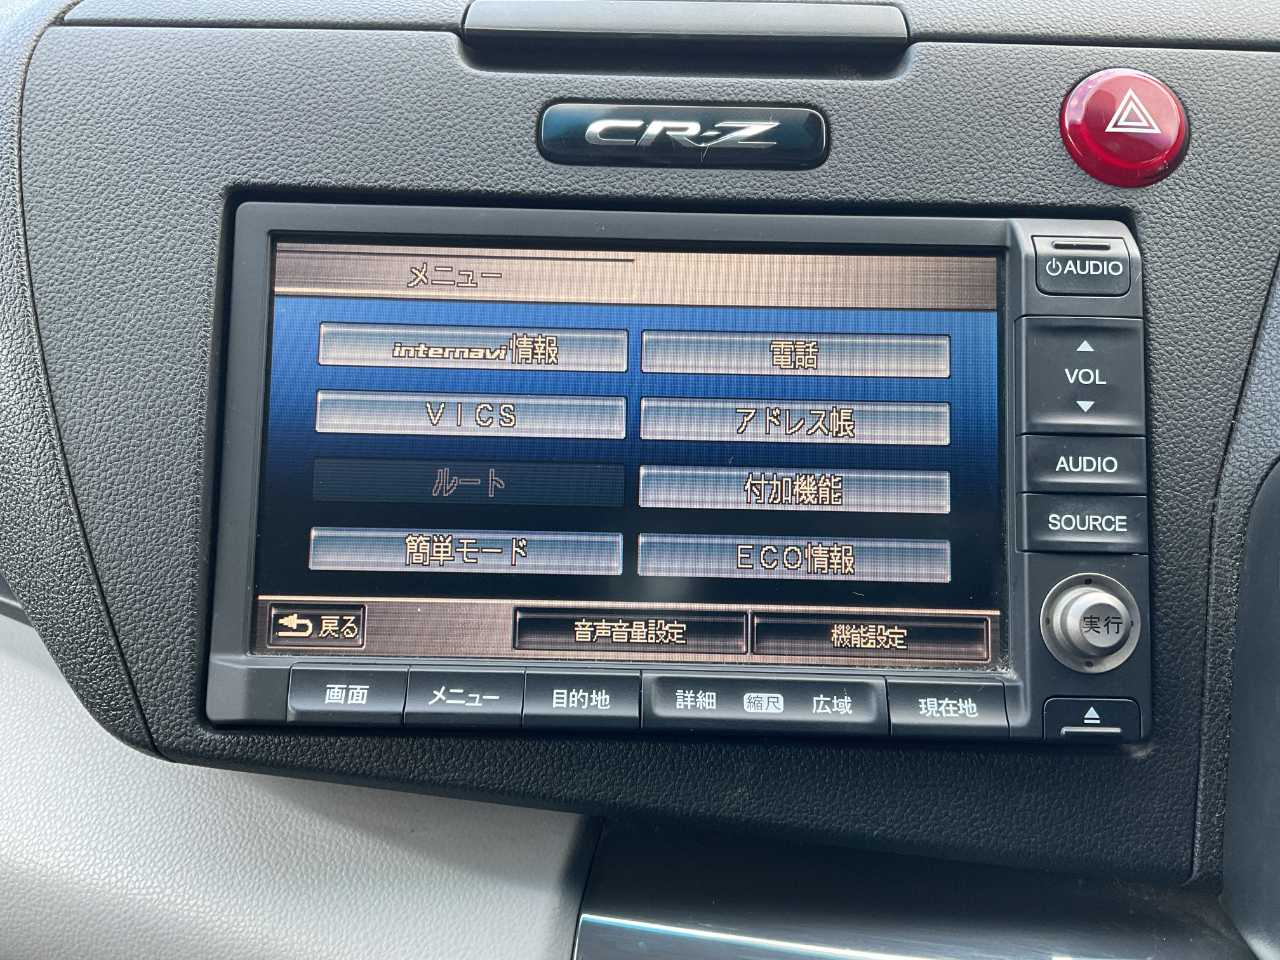 CR-Z
AUDIO
メニュー
internavi情報
電話
VOL
VICS
アドレス帳
AUDIO
ルート
付加機能
SOURCE
簡単モード
ECO情報
戻る
音声音量設定
機能設定
実行
画面
メニュー
目的地
詳細
縮尺
広域
現在地